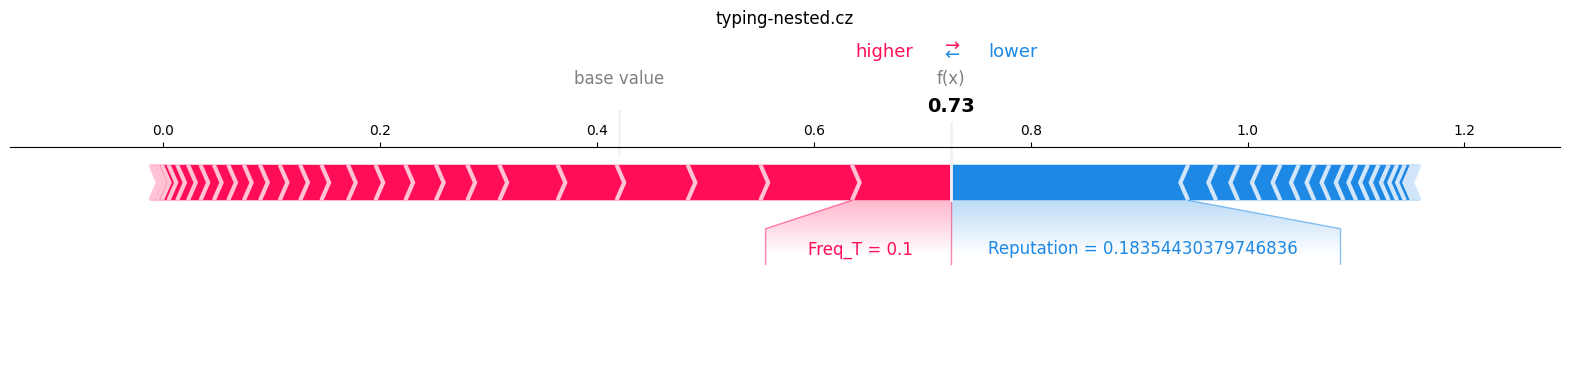 typing-nested.cz
higher ⇄ lower
base value f(x)
0.73
0.0 0.2 0.4 0.6 0.8 1.0 1.2
Freq_T = 0.1 Reputation = 0.18354430379746836